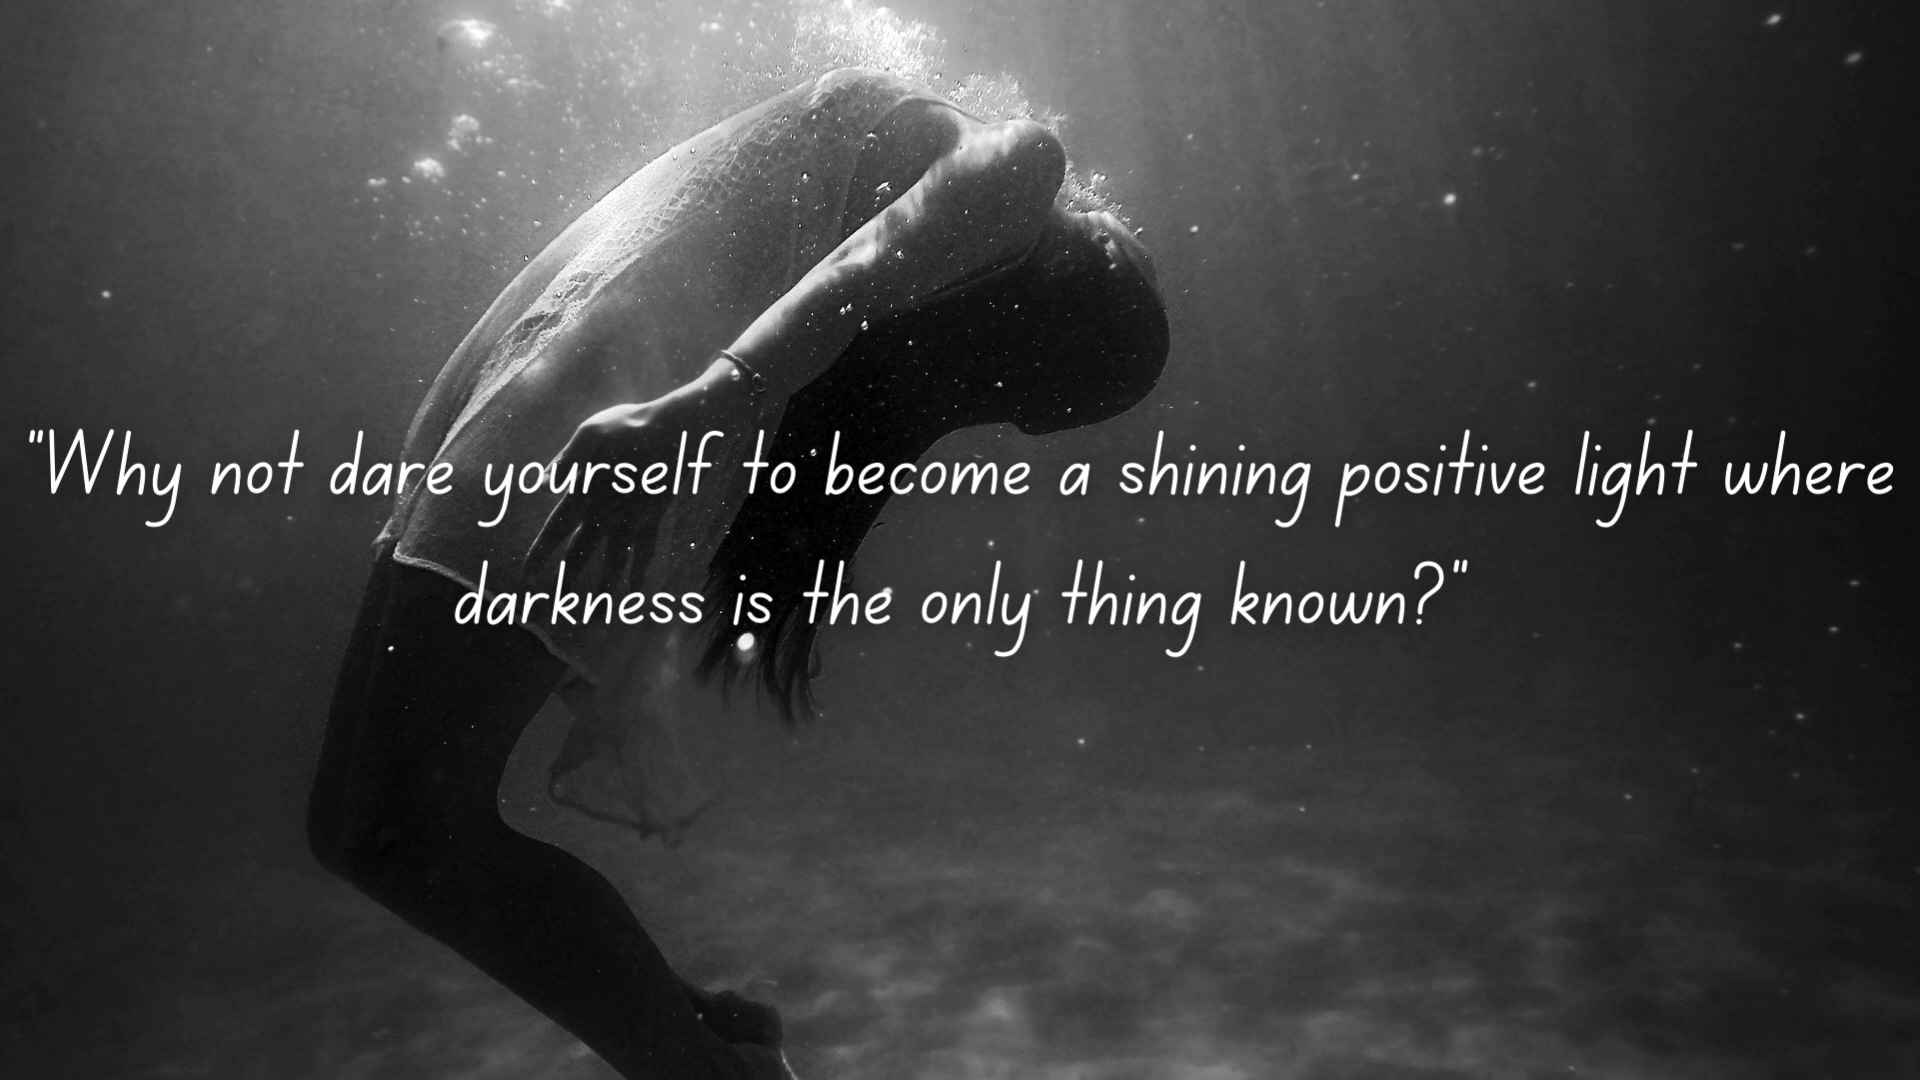 "Why not dare yourself to become a shining positive light where
darkness is the only thing known?"